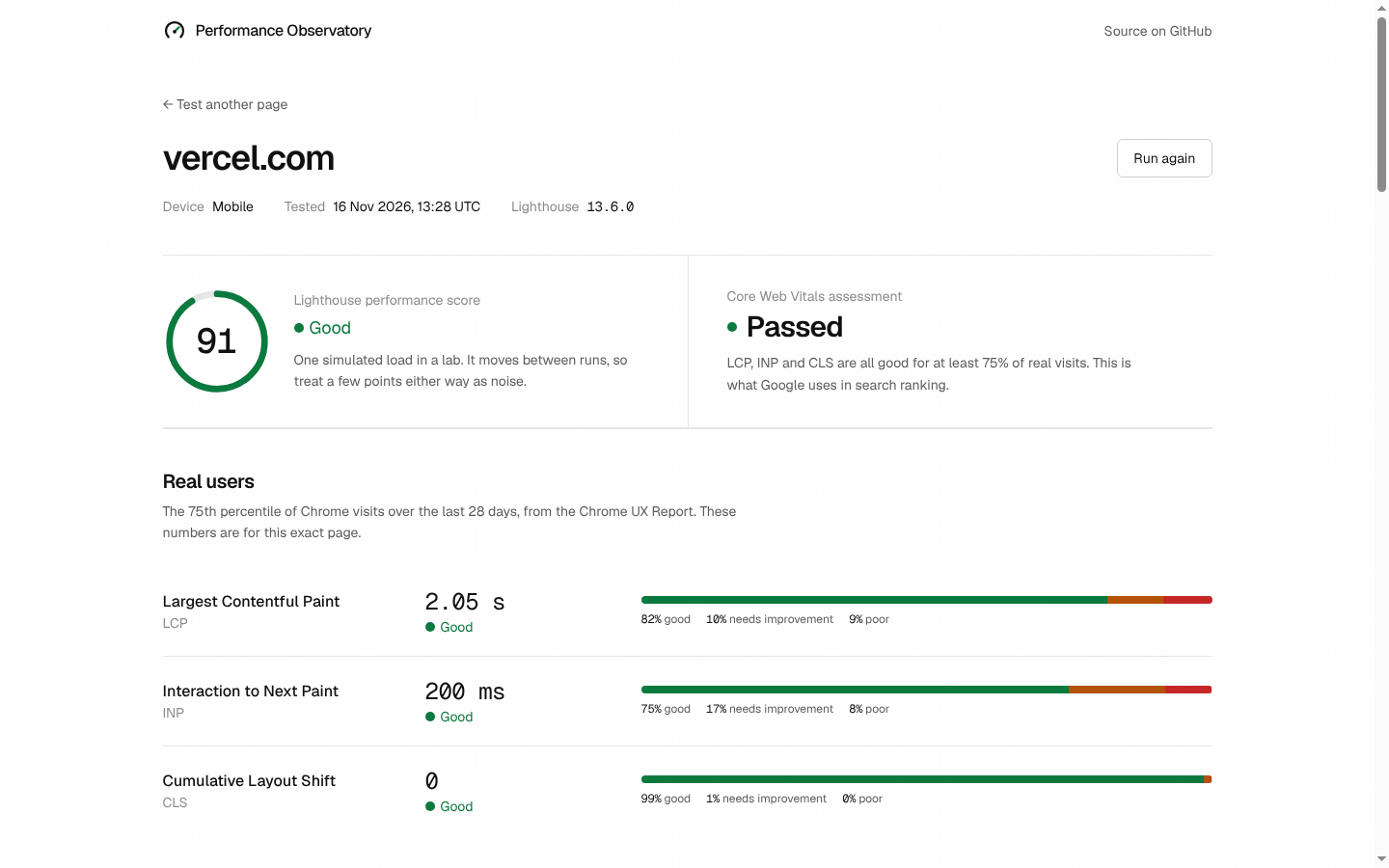 Performance Observatory
Source on GitHub
← Test another page
vercel.com
Run again
Device Mobile Tested 16 Nov 2026, 13:28 UTC Lighthouse 13.6.0
91
Lighthouse performance score
Good
One simulated load in a lab. It moves between runs, so
treat a few points either way as noise.
Core Web Vitals assessment
Passed
LCP, INP and CLS are all good for at least 75% of real visits. This is
what Google uses in search ranking.
Real users
The 75th percentile of Chrome visits over the last 28 days, from the Chrome UX Report. These
numbers are for this exact page.
Largest Contentful Paint
LCP
2.05 s
Good
82% good 10% needs improvement 9% poor
Interaction to Next Paint
INP
200 ms
Good
75% good 17% needs improvement 8% poor
Cumulative Layout Shift
CLS
0
Good
99% good 1% needs improvement 0% poor